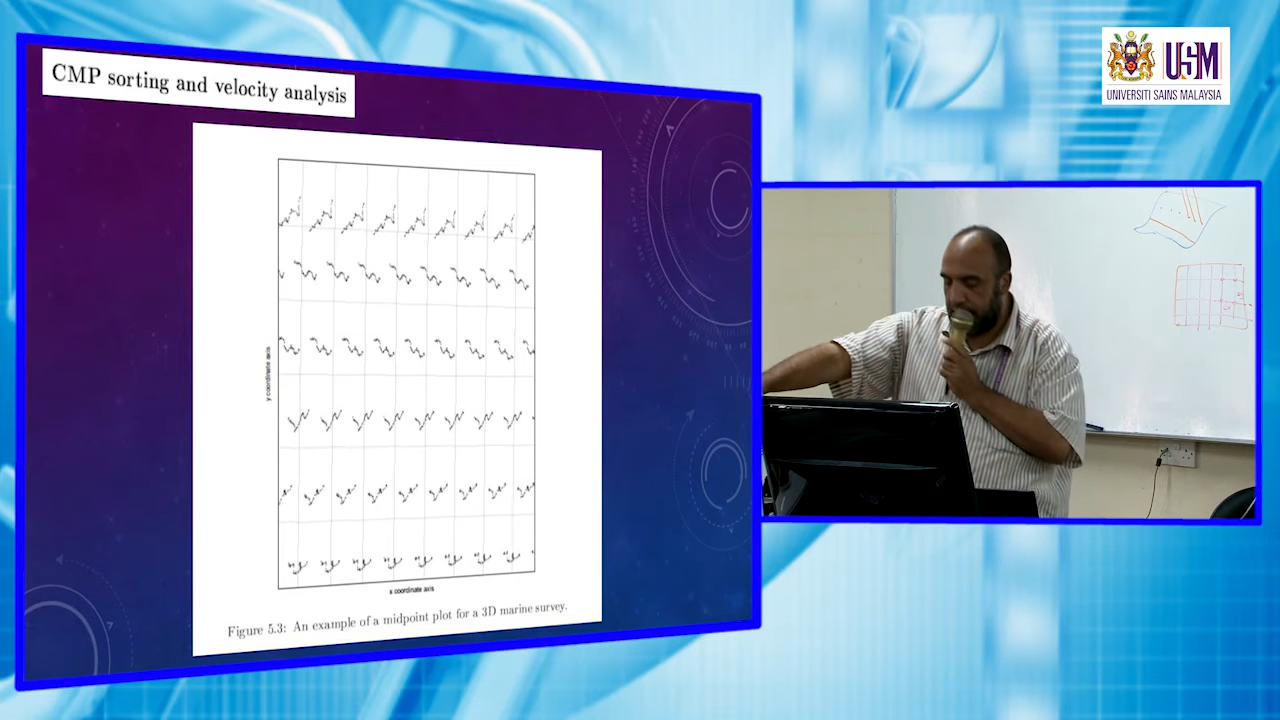 CMP sorting and velocity analysis
y coordinate axis
x coordinate axis
Figure 5.3: An example of a midpoint plot for a 3D marine survey.
USM
UNIVERSITI SAINS MALAYSIA